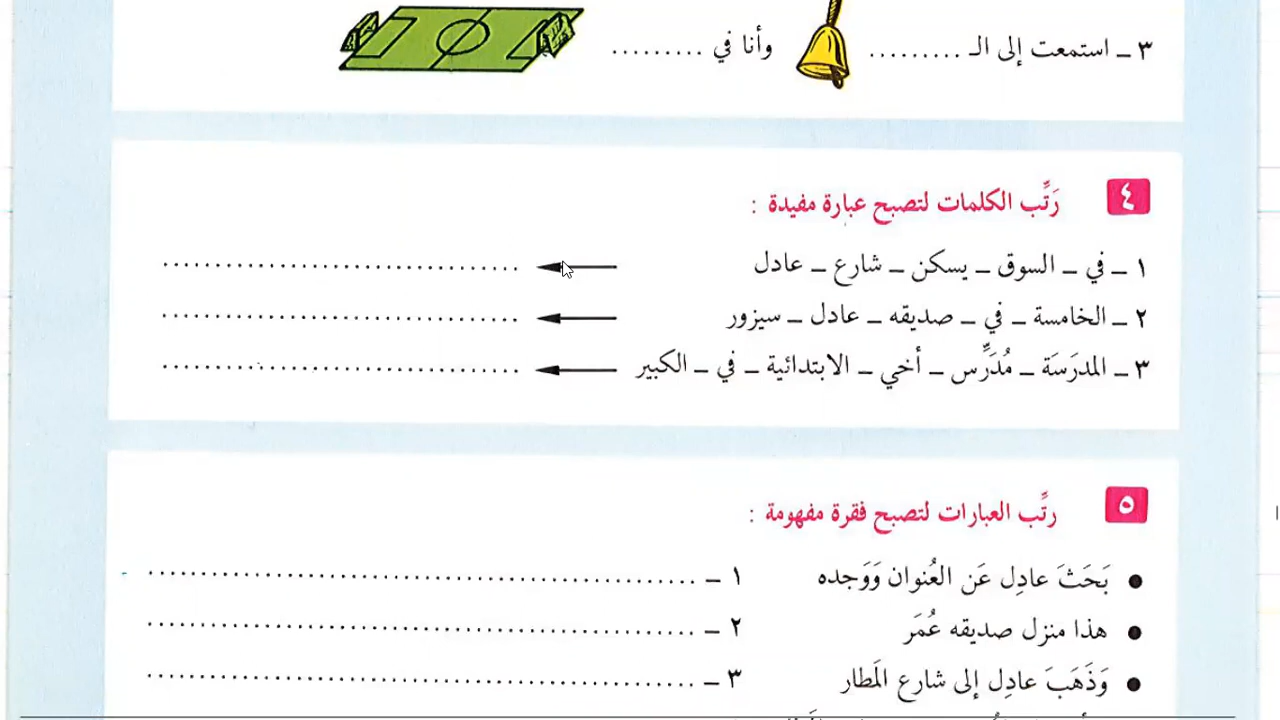 ٣ ـ استمعت إلى الـ ......... وأنا في .........
٤ رَتِّب الكلمات لتصبح عبارة مفيدة :
١ ـ في ـ السوق ـ يسكن ـ شارع ـ عادل
٢ ـ الخامسة ـ في ـ صديقه ـ عادل ـ سيزور
٣ ـ المدرَسَة ـ مُدَرِّس ـ أخي ـ الابتدائية ـ في ـ الكبير
٥ رتِّب العبارات لتصبح فقرة مفهومة :
● بَحَثَ عادِل عَن العُنوان وَوَجده ١ ـ
● هذا منزل صديقه عُمَر ٢ ـ
● وَذَهَبَ عادِل إلى شارع المَطار ٣ ـ